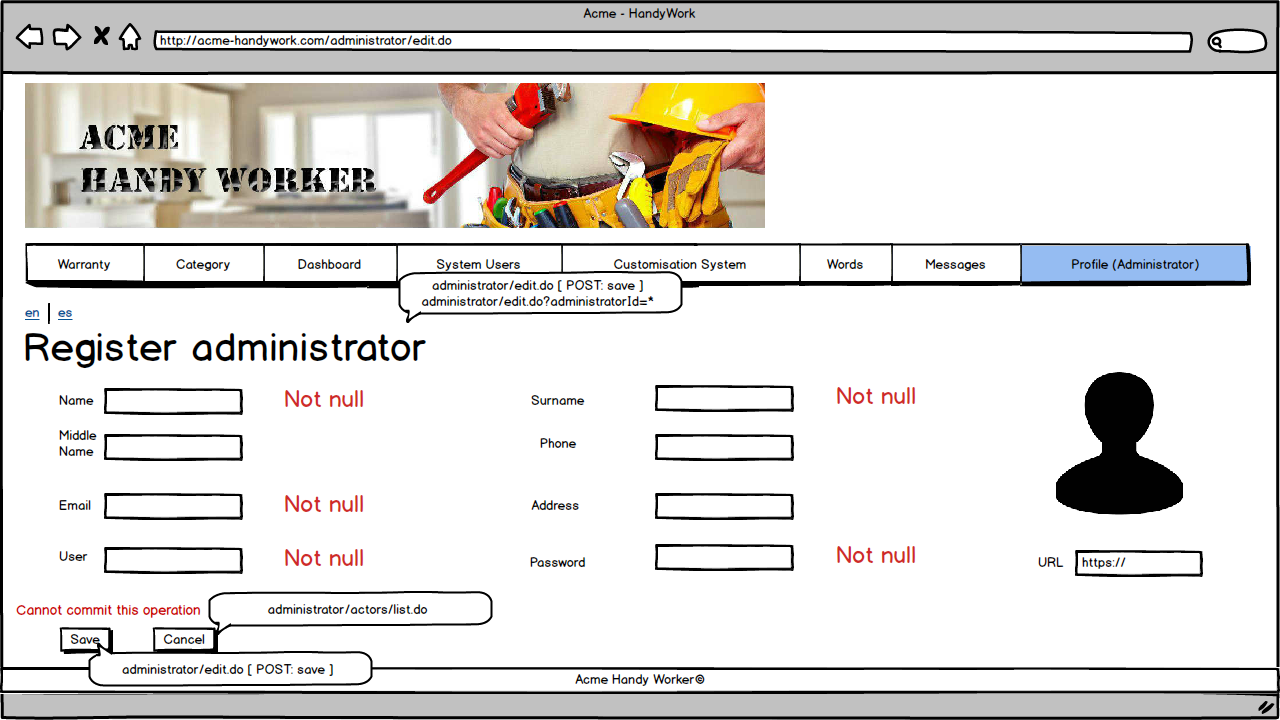 Acme - HandyWork
http://acme-handywork.com/administrator/edit.do
ACME
HANDY WORKER
Warranty Category Dashboard System Users Customisation System Words Messages Profile (Administrator)
administrator/edit.do [ POST: save ]
administrator/edit.do?administratorId=*
en es
Register administrator
Name Not null Surname Not null
Middle
Name
Phone
Email Not null Address
User Not null Password Not null
URL https://
Cannot commit this operation
administrator/actors/list.do
Save Cancel
administrator/edit.do [ POST: save ]
Acme Handy Worker©